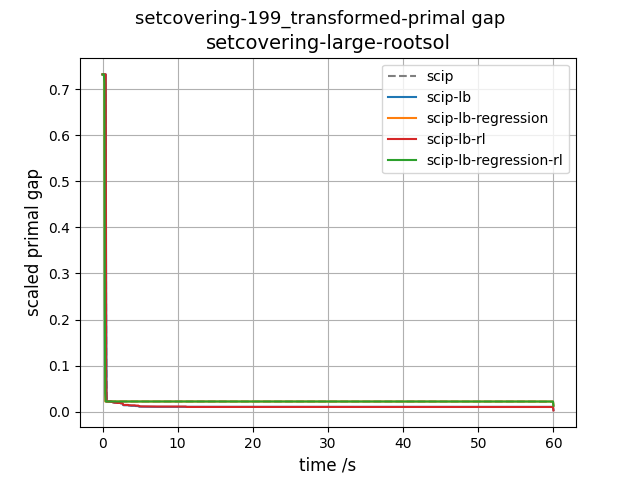 setcovering-199_transformed-primal gap
setcovering-large-rootsol
scip
scip-lb
scip-lb-regression
scip-lb-rl
scip-lb-regression-rl
scaled primal gap
0.7
0.6
0.5
0.4
0.3
0.2
0.1
0.0
0 10 20 30 40 50 60
time /s